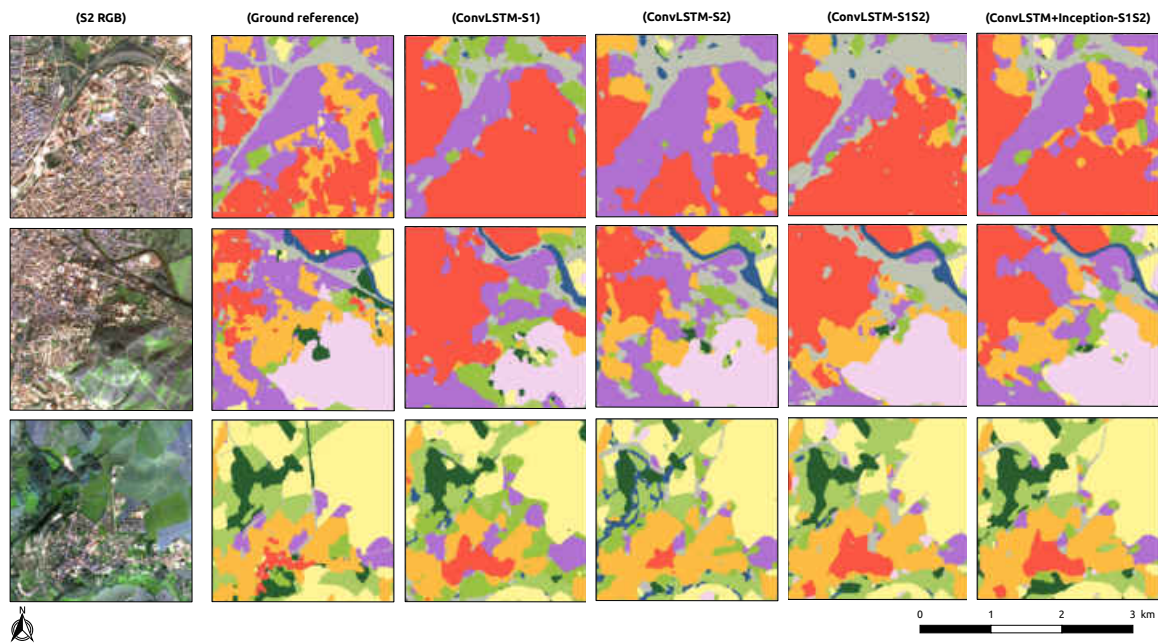 (S2 RGB) (Ground reference) (ConvLSTM-S1) (ConvLSTM-S2) (ConvLSTM-S1S2) (ConvLSTM+Inception-S1S2)
N
0 1 2 3 km